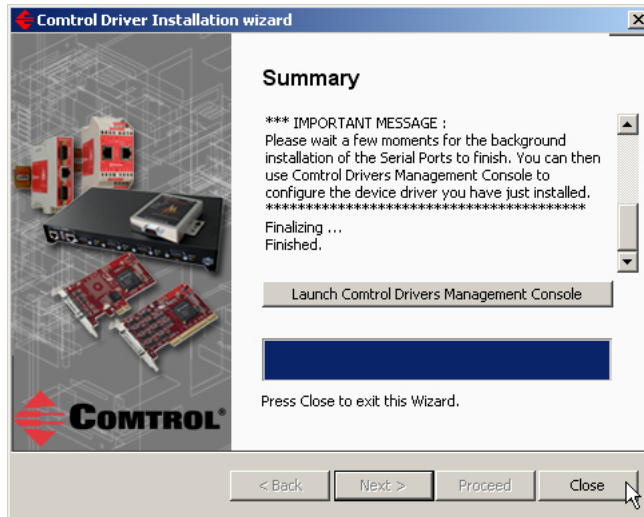 Comtrol Driver Installation wizard
Summary
*** IMPORTANT MESSAGE :
Please wait a few moments for the background
installation of the Serial Ports to finish. You can then
use Comtrol Drivers Management Console to
configure the device driver you have just installed.
*****************************************
Finalizing ...
Finished.
Launch Comtrol Drivers Management Console
Press Close to exit this Wizard.
COMTROL®
< Back
Next >
Proceed
Close